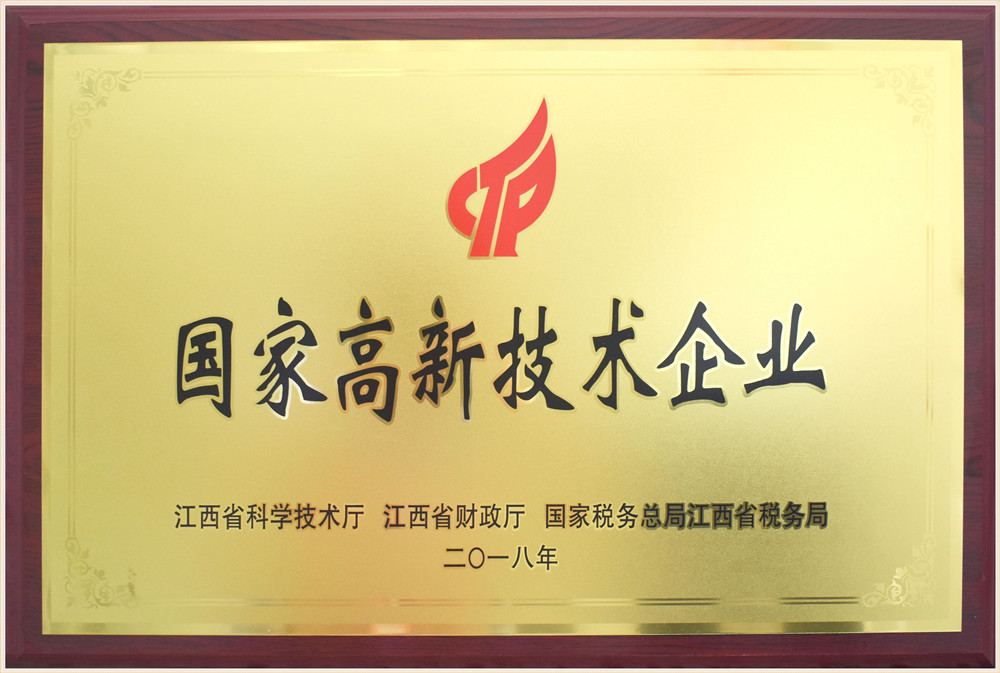 CTP
国家高新技术企业
江西省科学技术厅 江西省财政厅 国家税务总局江西省税务局
二〇一八年